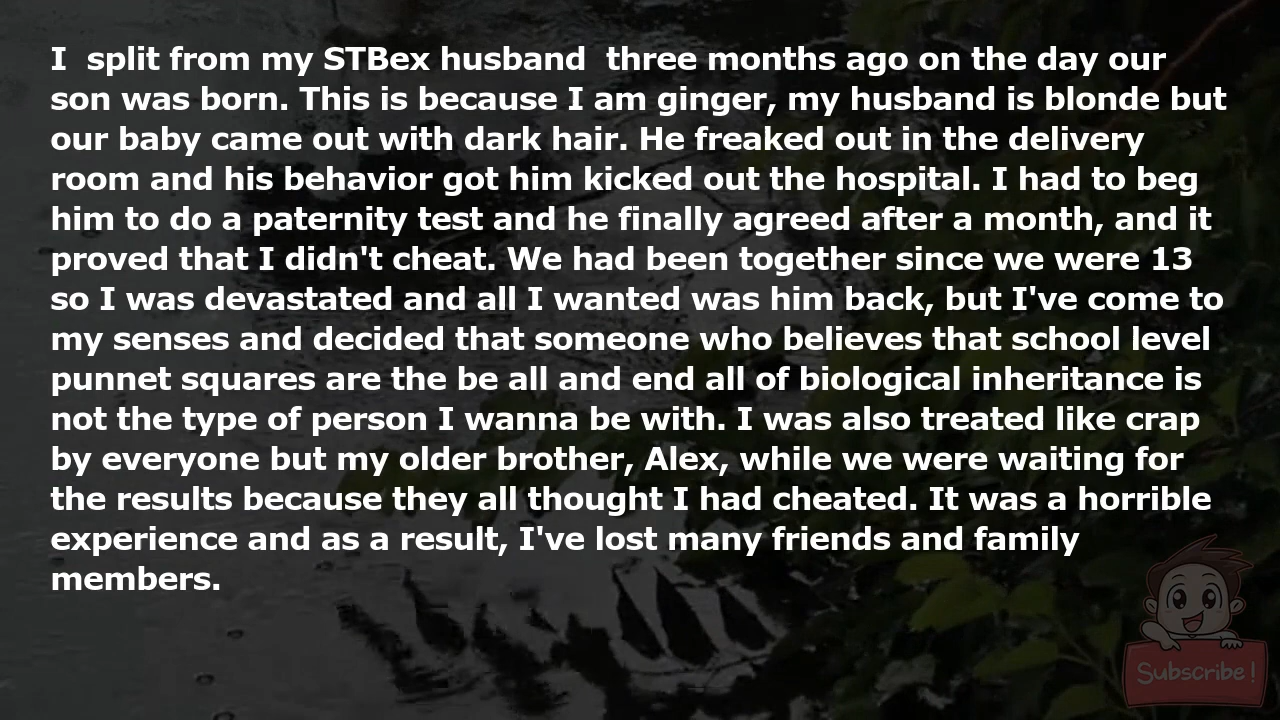 I split from my STBex husband three months ago on the day our
son was born. This is because I am ginger, my husband is blonde but
our baby came out with dark hair. He freaked out in the delivery
room and his behavior got him kicked out the hospital. I had to beg
him to do a paternity test and he finally agreed after a month, and it
proved that I didn't cheat. We had been together since we were 13
so I was devastated and all I wanted was him back, but I've come to
my senses and decided that someone who believes that school level
punnet squares are the be all and end all of biological inheritance is
not the type of person I wanna be with. I was also treated like crap
by everyone but my older brother, Alex, while we were waiting for
the results because they all thought I had cheated. It was a horrible
experience and as a result, I've lost many friends and family
members.
Subscribe!